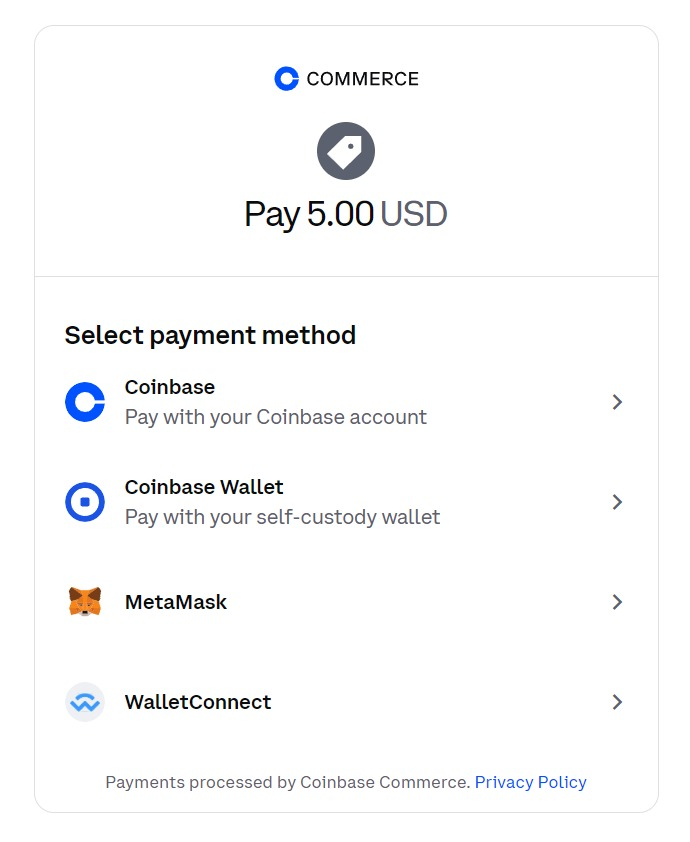 COMMERCE
Pay 5.00 USD
Select payment method
Coinbase
Pay with your Coinbase account
Coinbase Wallet
Pay with your self-custody wallet
MetaMask
WalletConnect
Payments processed by Coinbase Commerce. Privacy Policy